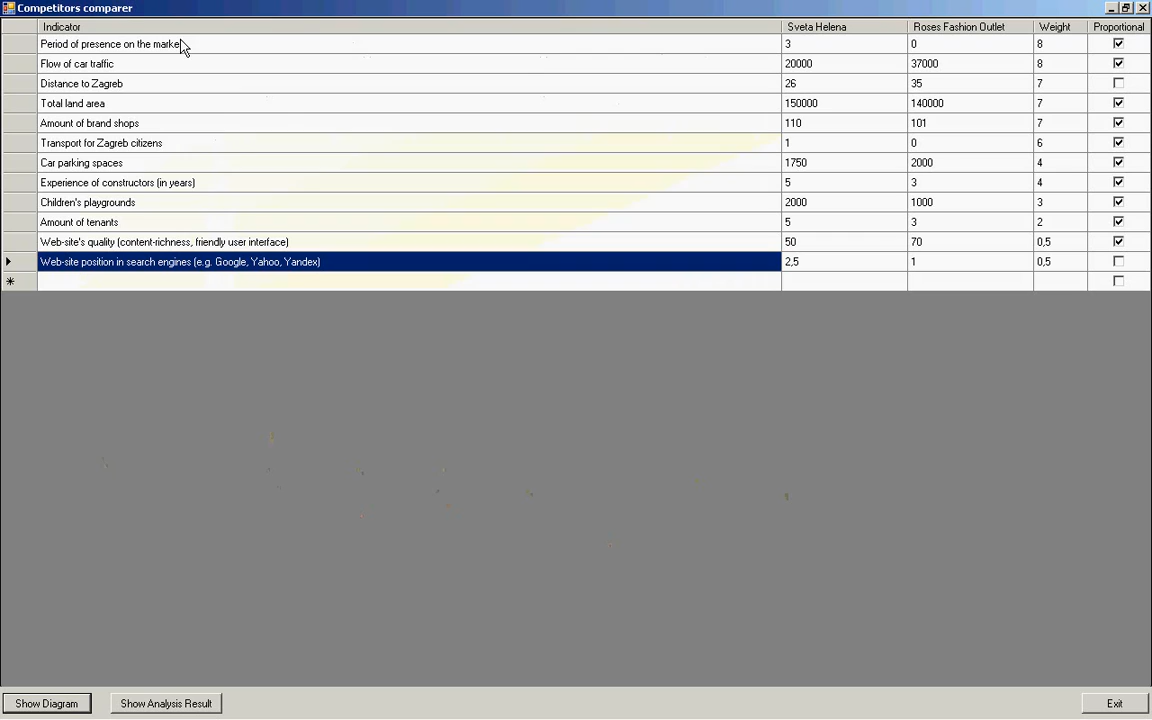 Competitors comparer
Indicator Sveta Helena Roses Fashion Outlet Weight Proportional
Period of presence on the marke 3 0 8
Flow of car traffic 20000 37000 8
Distance to Zagreb 26 35 7
Total land area 150000 140000 7
Amount of brand shops 110 101 7
Transport for Zagreb citizens 1 0 6
Car parking spaces 1750 2000 4
Experience of constructors (in years) 5 3 4
Children's playgrounds 2000 1000 3
Amount of tenants 5 3 2
Web-site's quality (content-richness, friendly user interface) 50 70 0,5
Web-site position in search engines (e.g. Google, Yahoo, Yandex) 2,5 1 0,5
Show Diagram Show Analysis Result Exit